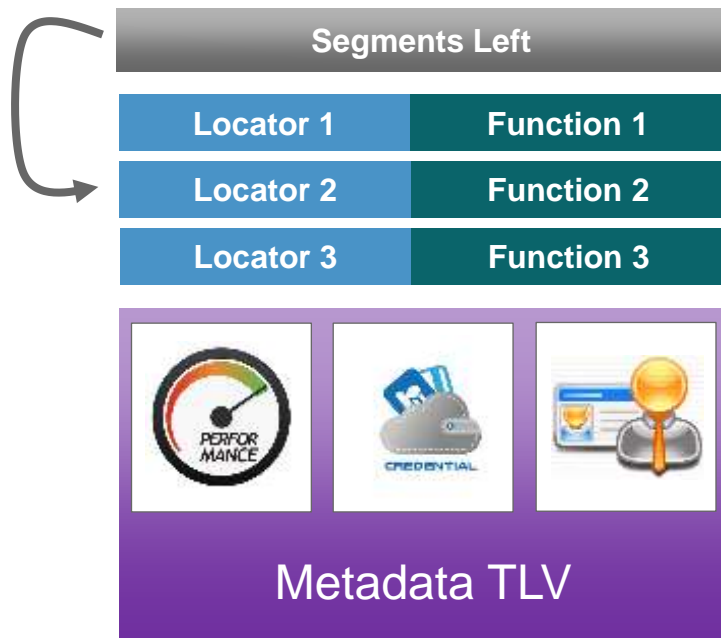 Segments Left
Locator 1 Function 1
Locator 2 Function 2
Locator 3 Function 3
PERFOR
MANCE
CREDENTIAL
Metadata TLV